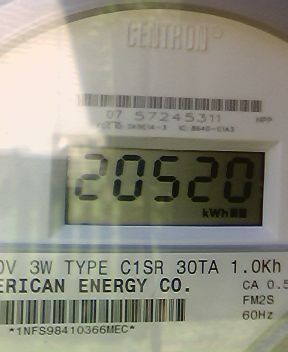 CENTRON®
07 57245311 NPP
20520
kWh
0V 3W TYPE C1SR 30TA 1.0Kh
ERICAN ENERGY CO. CA 0.5
FM2S
*1NFS98410366MEC* 60Hz